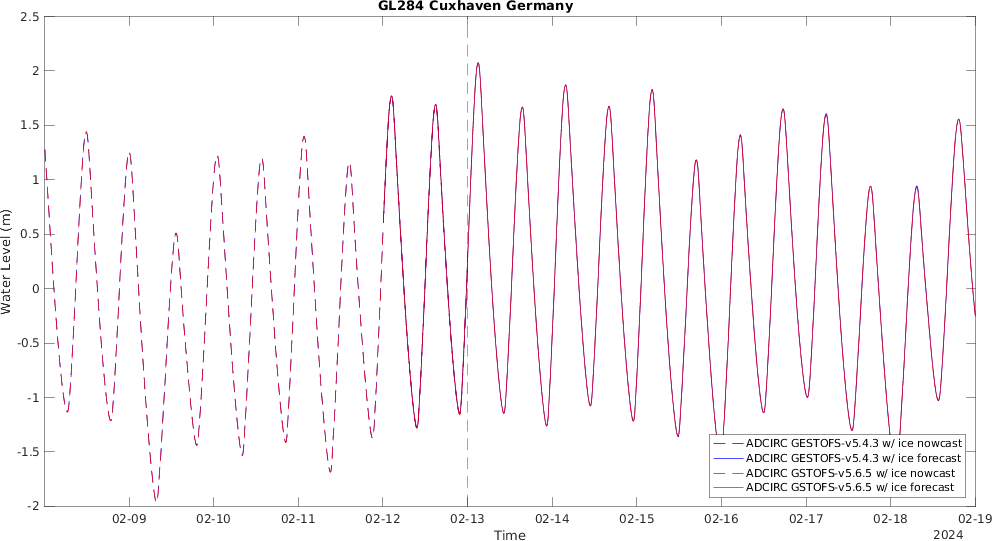 GL284 Cuxhaven Germany
2.5
2
1.5
1
0.5
0
-0.5
-1
-1.5
-2
Water Level (m)
ADCIRC GESTOFS-v5.4.3 w/ ice nowcast
ADCIRC GESTOFS-v5.4.3 w/ ice forecast
ADCIRC GSTOFS-v5.6.5 w/ ice nowcast
ADCIRC GSTOFS-v5.6.5 w/ ice forecast
02-09 02-10 02-11 02-12 02-13 02-14 02-15 02-16 02-17 02-18 02-19
Time
2024